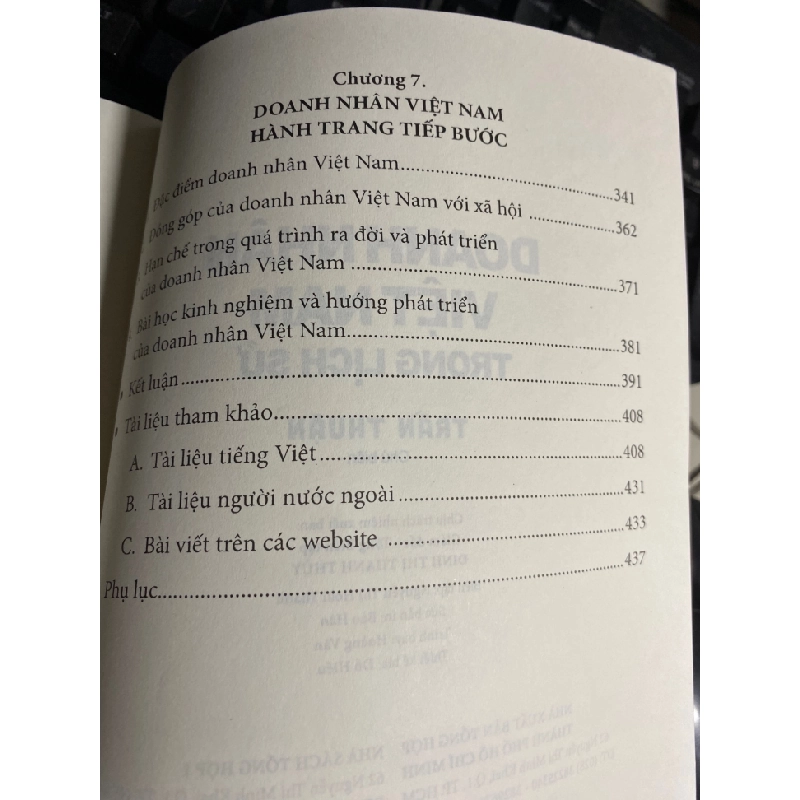 Chương 7.
DOANH NHÂN VIỆT NAM
HÀNH TRANG TIẾP BƯỚC
Đặc điểm doanh nhân Việt Nam.....341
Đóng góp của doanh nhân Việt Nam với xã hội.....362
Hạn chế trong quá trình ra đời và phát triển
của doanh nhân Việt Nam.....371
Bài học kinh nghiệm và hướng phát triển
của doanh nhân Việt Nam.....381
Kết luận.....391
Tài liệu tham khảo.....408
A. Tài liệu tiếng Việt.....408
B. Tài liệu người nước ngoài.....431
C. Bài viết trên các website.....433
Phụ lục.....437